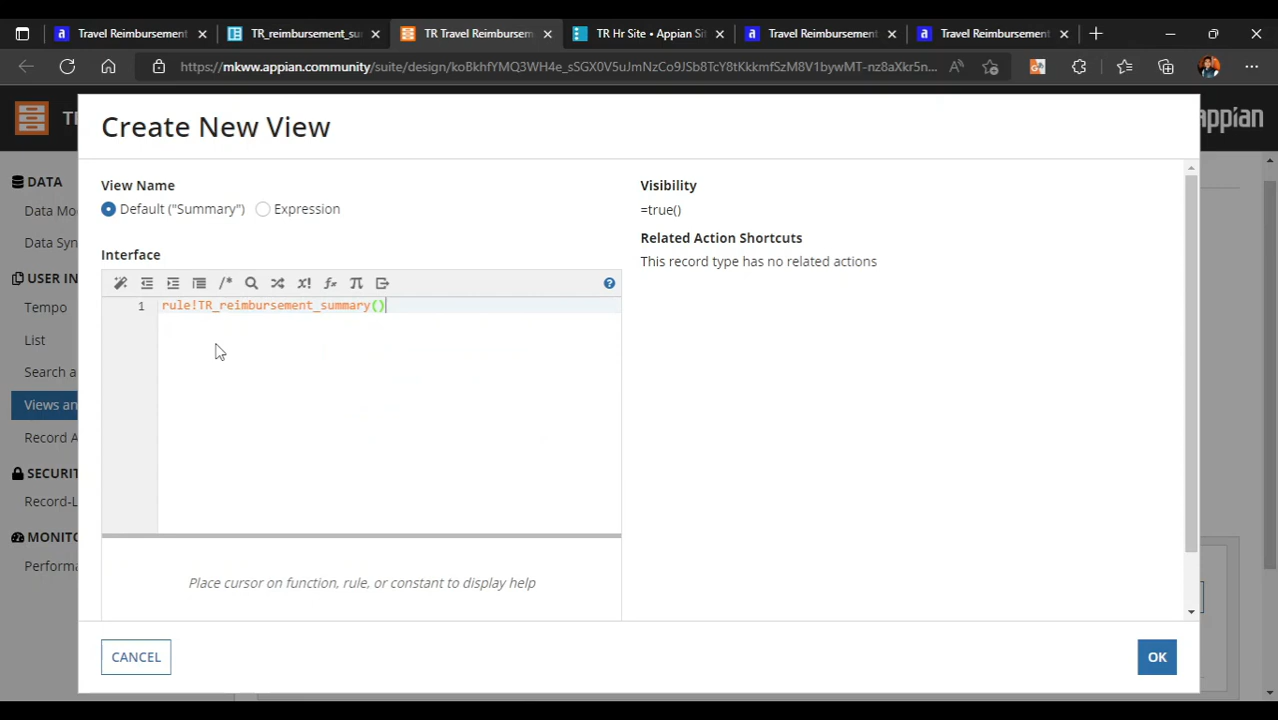 Travel Reimbursement
TR_reimbursement_su
TR Travel Reimbursem
TR Hr Site • Appian Si
Travel Reimbursement
Travel Reimbursement
https://mkww.appian.community/suite/design/koBkhfYMQ3WH4e_sSGX0V5uJmNzCo9JSb8TcY8tKkkmfSzM8V1bywMT-nz8aXkr5n...
Create New View
appian
DATA
Data Mo
Data Syn
USER IN
Tempo
List
Search a
Views an
Record A
SECURIT
Record-L
MONITO
Performa
View Name
Default ("Summary")
Expression
Interface
1 rule!TR_reimbursement_summary()
Place cursor on function, rule, or constant to display help
Visibility
=true()
Related Action Shortcuts
This record type has no related actions
CANCEL
OK